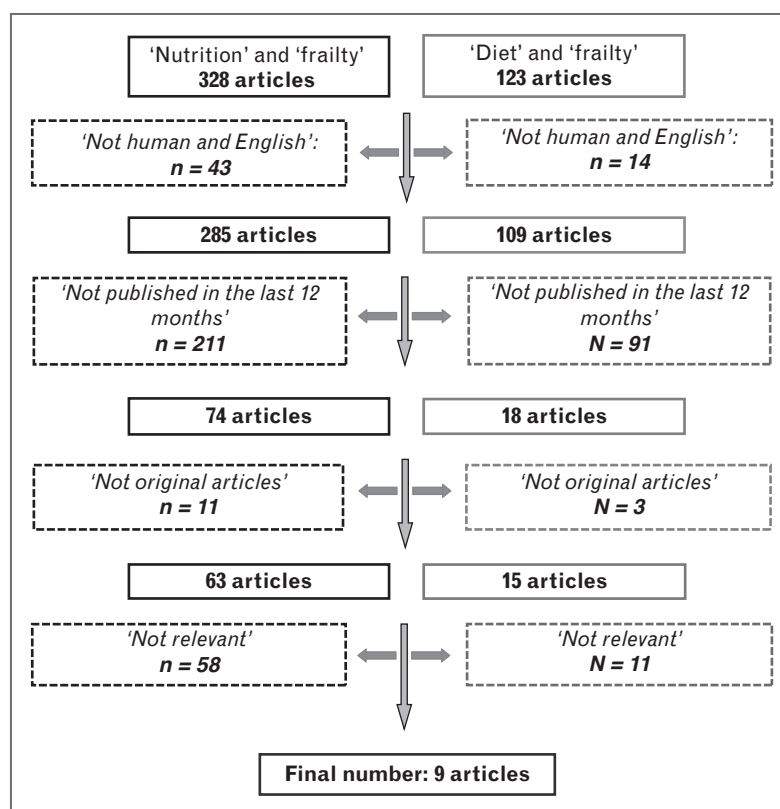 ‘Nutrition’ and ‘frailty’
328 articles
‘Diet’ and ‘frailty’
123 articles
‘Not human and English’:
n = 43
‘Not human and English’:
n = 14
285 articles
109 articles
‘Not published in the last 12
months’
n = 211
‘Not published in the last 12
months’
N = 91
74 articles
18 articles
‘Not original articles’
n = 11
‘Not original articles’
N = 3
63 articles
15 articles
‘Not relevant’
n = 58
‘Not relevant’
N = 11
Final number: 9 articles